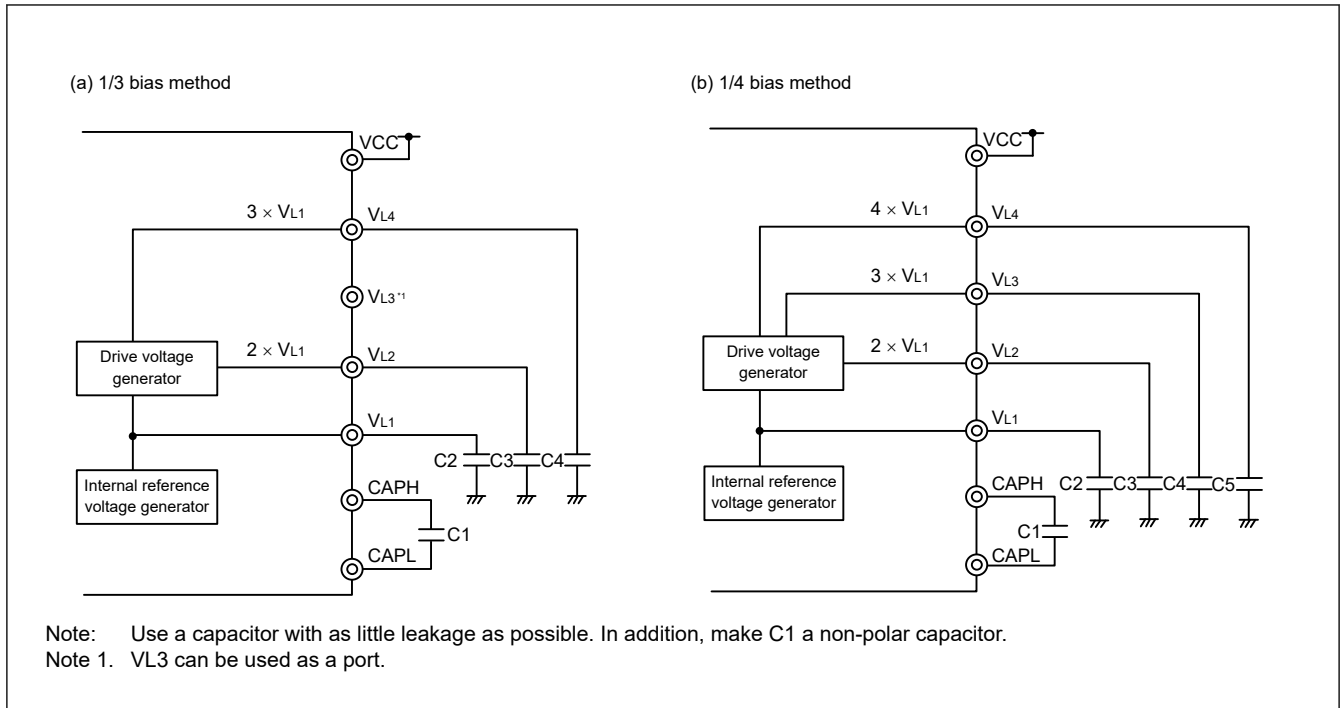 (a) 1/3 bias method
VCC
3 × VL1
VL4
VL3 *1
Drive voltage
generator
2 × VL1
VL2
VL1
C2 C3 C4
Internal reference
voltage generator
CAPH
C1
CAPL
(b) 1/4 bias method
VCC
4 × VL1
VL4
3 × VL1
VL3
Drive voltage
generator
2 × VL1
VL2
VL1
C2 C3 C4 C5
Internal reference
voltage generator
CAPH
C1
CAPL
Note: Use a capacitor with as little leakage as possible. In addition, make C1 a non-polar capacitor.
Note 1. VL3 can be used as a port.